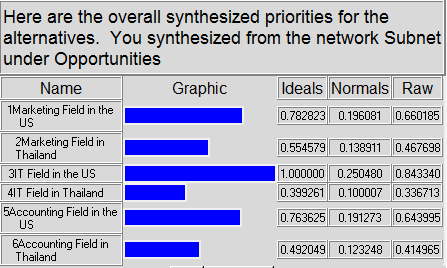 Here are the overall synthesized priorities for the
alternatives. You synthesized from the network Subnet
under Opportunities
Name Graphic Ideals Normals Raw
1Marketing Field in the
US 0.782823 0.196081 0.660185
2Marketing Field in
Thailand 0.554579 0.138911 0.467698
3IT Field in the US 1.000000 0.250480 0.843340
4IT Field in Thailand 0.399261 0.100007 0.336713
5Accounting Field in the
US 0.763625 0.191273 0.643995
6Accounting Field in
Thailand 0.492049 0.123248 0.414965